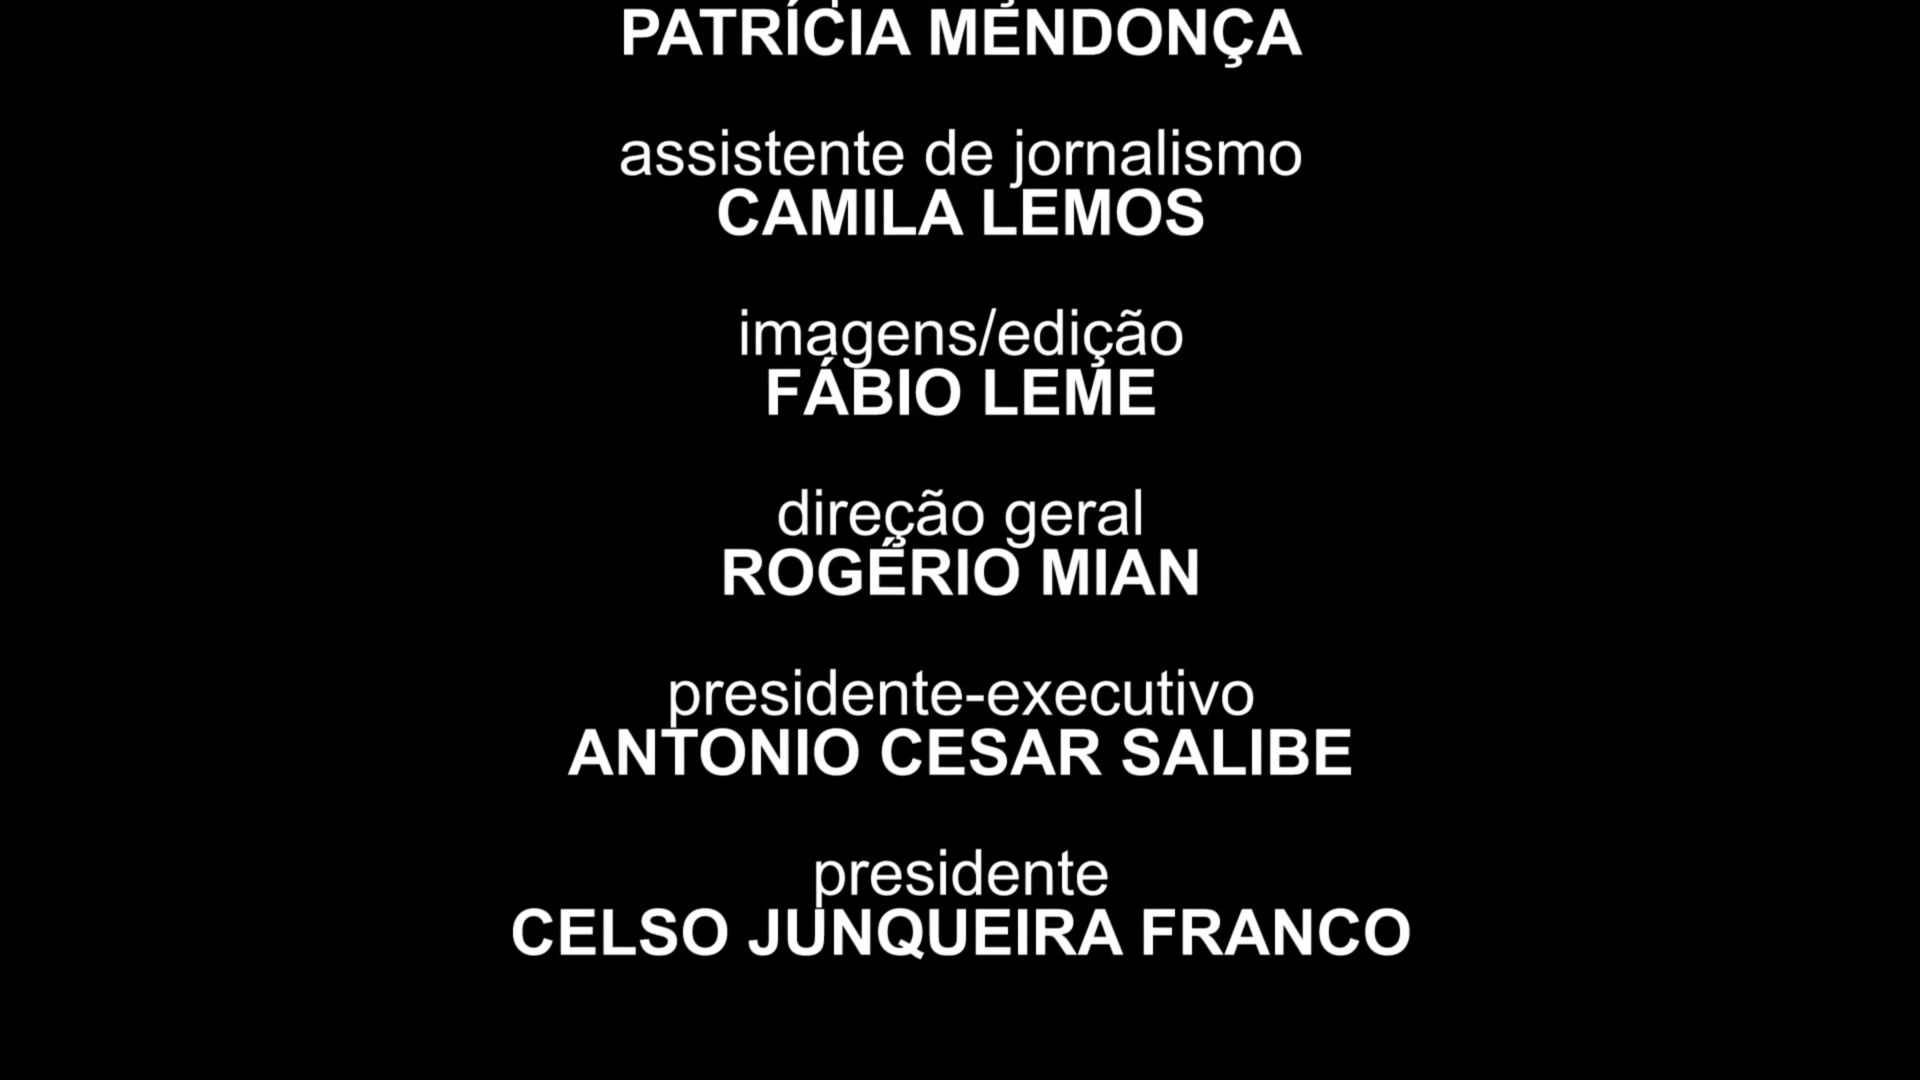 PATRÍCIA MENDONÇA
assistente de jornalismo
CAMILA LEMOS
imagens/edição
FÁBIO LEME
direção geral
ROGÉRIO MIAN
presidente-executivo
ANTONIO CESAR SALIBE
presidente
CELSO JUNQUEIRA FRANCO